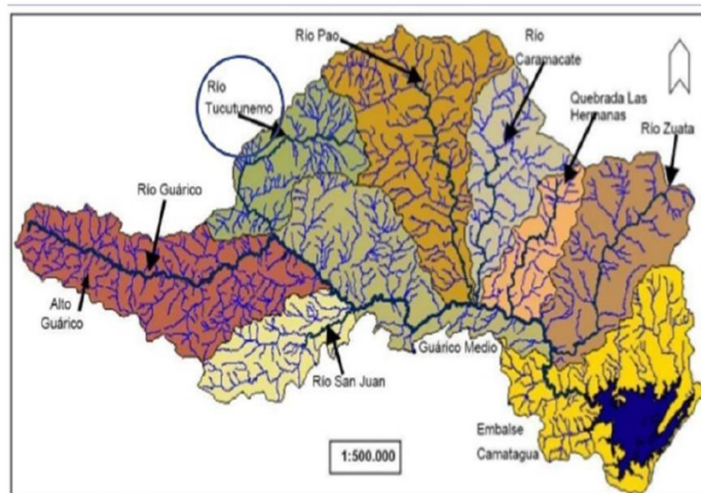 Río Pao
Río
Caramacate
Río
Tucutunemo
Quebrada Las
Hermanas
Río Zuata
Río Guárico
Alto
Guárico
Río San Juan
Guárico Medio
Embalse
Camatagua
1:500.000